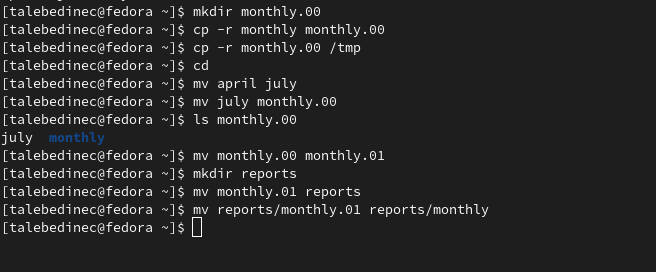 [talebedinec@fedora ~]$ mkdir monthly.00
[talebedinec@fedora ~]$ cp -r monthly monthly.00
[talebedinec@fedora ~]$ cp -r monthly.00 /tmp
[talebedinec@fedora ~]$ cd
[talebedinec@fedora ~]$ mv april july
[talebedinec@fedora ~]$ mv july monthly.00
[talebedinec@fedora ~]$ ls monthly.00
july  monthly
[talebedinec@fedora ~]$ mv monthly.00 monthly.01
[talebedinec@fedora ~]$ mkdir reports
[talebedinec@fedora ~]$ mv monthly.01 reports
[talebedinec@fedora ~]$ mv reports/monthly.01 reports/monthly
[talebedinec@fedora ~]$